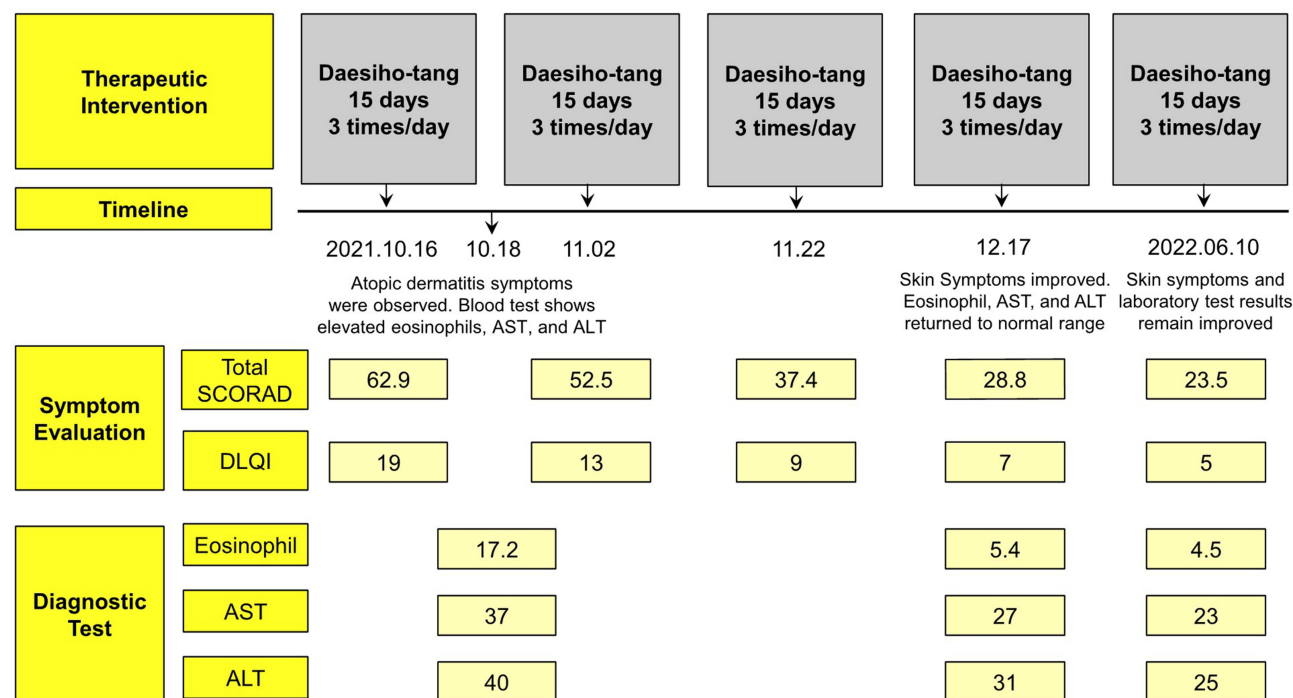 Therapeutic
Intervention
Daesiho-tang
15 days
3 times/day
Daesiho-tang
15 days
3 times/day
Daesiho-tang
15 days
3 times/day
Daesiho-tang
15 days
3 times/day
Daesiho-tang
15 days
3 times/day
Timeline
2021.10.16 10.18 11.02 11.22 12.17 2022.06.10
Atopic dermatitis symptoms
were observed. Blood test shows
elevated eosinophils, AST, and ALT
Skin Symptoms improved.
Eosinophil, AST, and ALT
returned to normal range
Skin symptoms and
laboratory test results
remain improved
Symptom
Evaluation
Total
SCORAD
62.9 52.5 37.4 28.8 23.5
DLQI 19 13 9 7 5
Diagnostic
Test
Eosinophil 17.2 5.4 4.5
AST 37 27 23
ALT 40 31 25